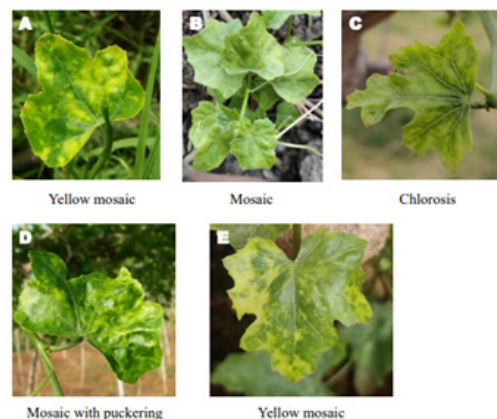 A
B
C
Yellow mosaic
Mosaic
Chlorosis
D
E
Mosaic with puckering
Yellow mosaic